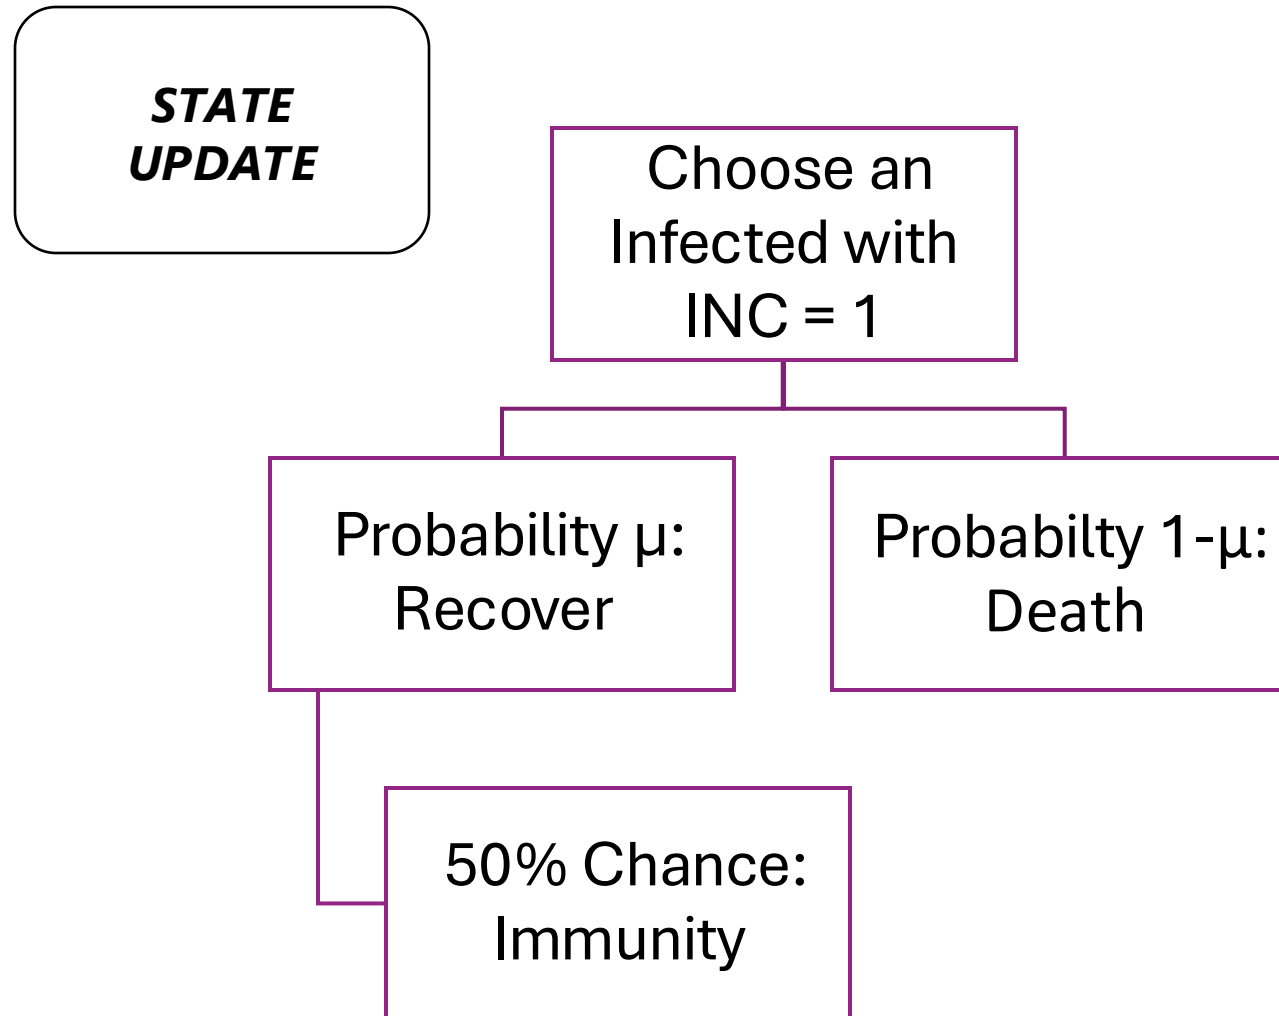 STATE
UPDATE
Choose an
Infected with
INC = 1
Probability μ:
Recover
Probabilty 1-μ:
Death
50% Chance:
Immunity